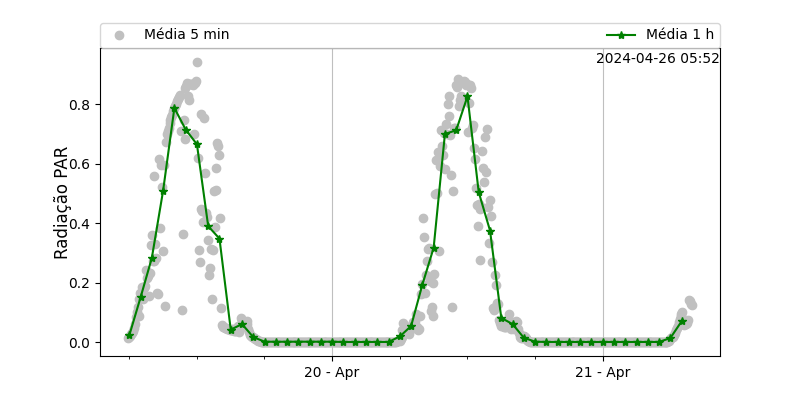 Média 5 min
Média 1 h
2024-04-26 05:52
Radiação PAR
0.8
0.6
0.4
0.2
0.0
20 - Apr
21 - Apr